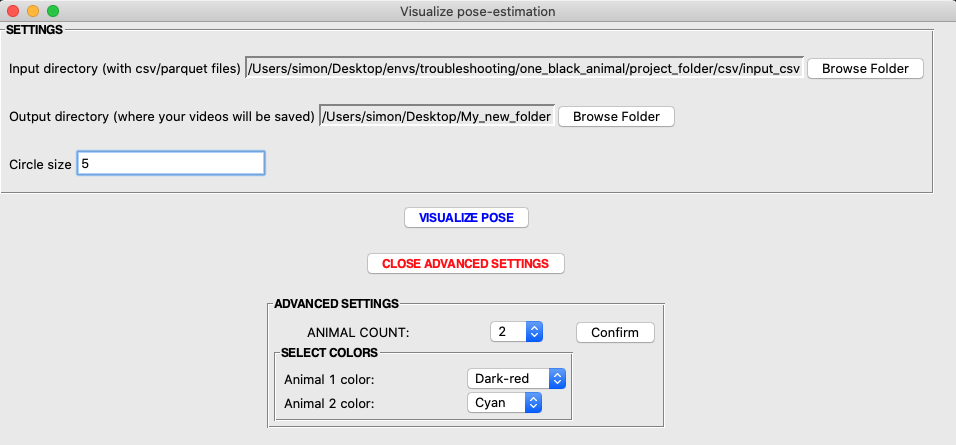 Visualize pose-estimation
SETTINGS
Input directory (with csv/parquet files) /Users/simon/Desktop/envs/troubleshooting/one_black_animal/project_folder/csv/input_csv Browse Folder
Output directory (where your videos will be saved) /Users/simon/Desktop/My_new_folder Browse Folder
Circle size 5
VISUALIZE POSE
CLOSE ADVANCED SETTINGS
ADVANCED SETTINGS
ANIMAL COUNT: 2 Confirm
SELECT COLORS
Animal 1 color: Dark-red
Animal 2 color: Cyan